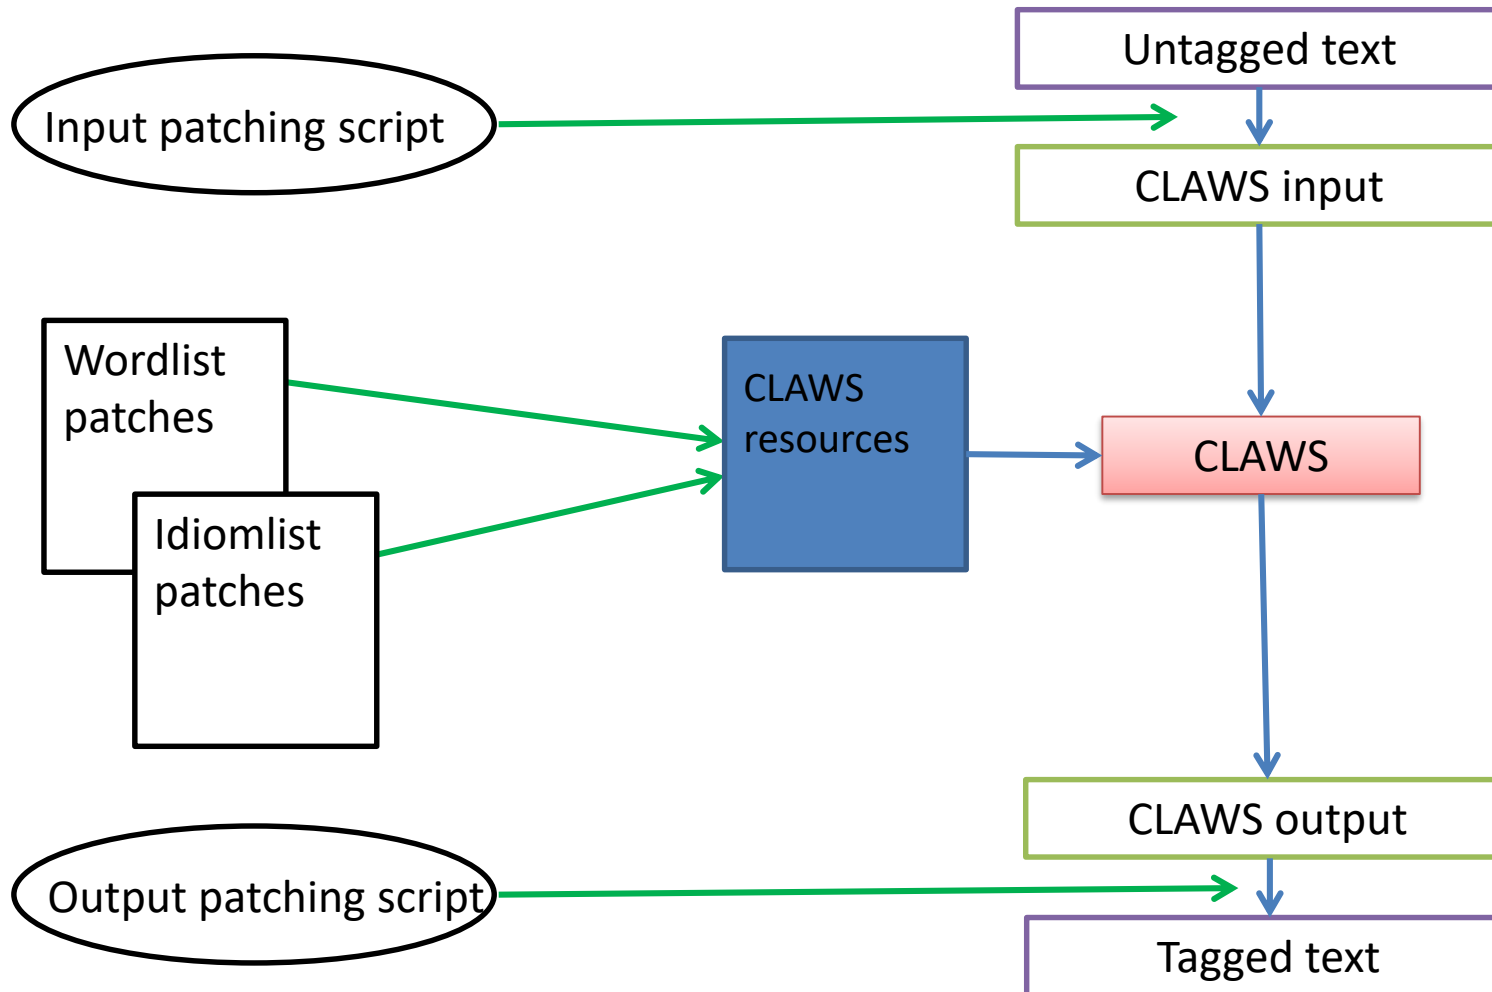 Untagged text
Input patching script
CLAWS input
Wordlist
patches
CLAWS
resources
CLAWS
Idiomlist
patches
CLAWS output
Output patching script
Tagged text